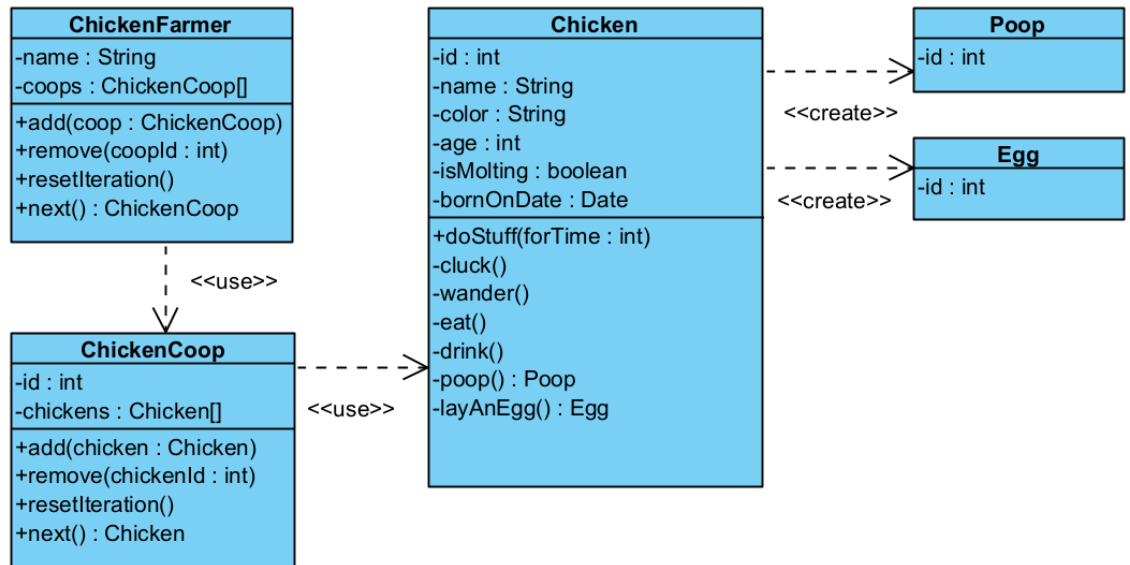 ChickenFarmer
-name : String
-coops : ChickenCoop[]
+add(coop : ChickenCoop)
+remove(coopId : int)
+resetIteration()
+next() : ChickenCoop
<<use>>
ChickenCoop
-id : int
-chickens : Chicken[]
+add(chicken : Chicken)
+remove(chickenId : int)
+resetIteration()
+next() : Chicken
<<use>>
Chicken
-id : int
-name : String
-color : String
-age : int
-isMolting : boolean
-bornOnDate : Date
+doStuff(forTime : int)
-cluck()
-wander()
-eat()
-drink()
-poop() : Poop
-layAnEgg() : Egg
<<create>>
Poop
-id : int
<<create>>
Egg
-id : int